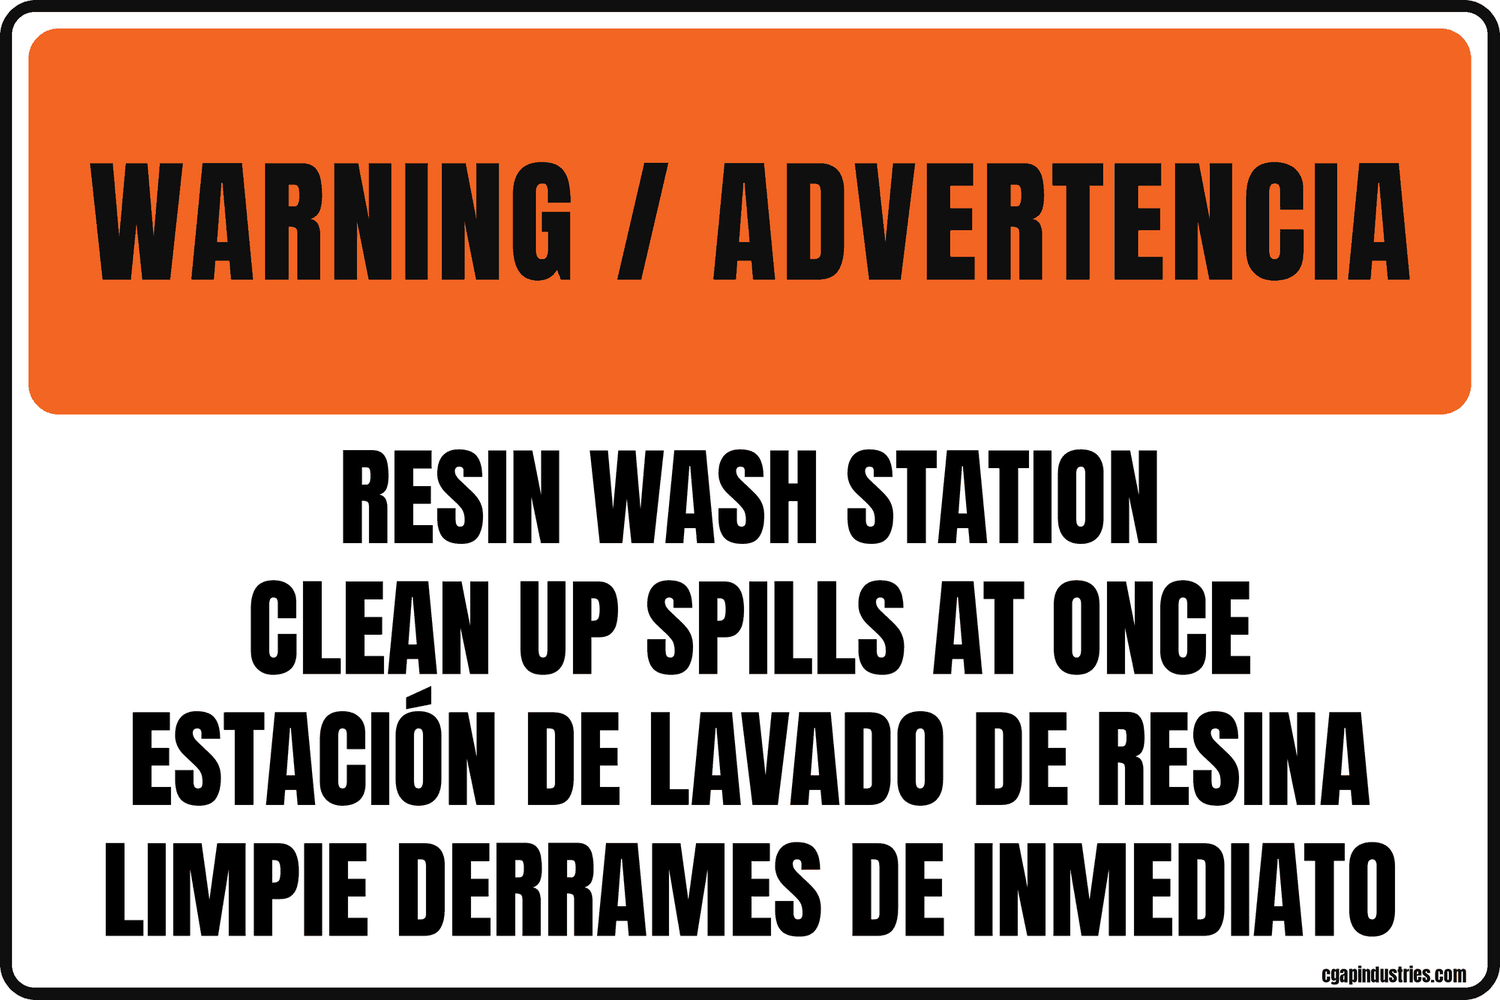 WARNING / ADVERTENCIA
RESIN WASH STATION
CLEAN UP SPILLS AT ONCE
ESTACIÓN DE LAVADO DE RESINA
LIMPIE DERRAMES DE INMEDIATO
cgapindustries.com